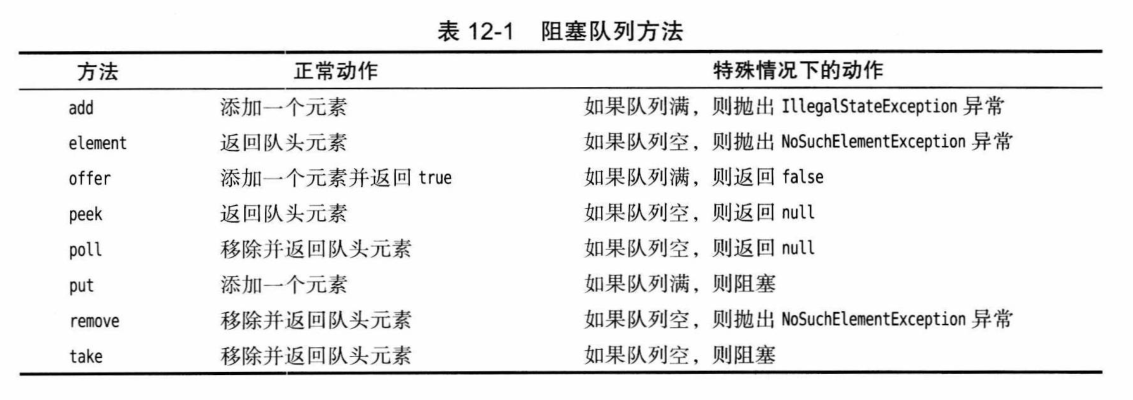 表 12-1 阻塞队列方法
方法 正常动作 特殊情况下的动作
add 添加一个元素 如果队列满，则抛出 IllegalStateException 异常
element 返回队头元素 如果队列空，则抛出 NoSuchElementException 异常
offer 添加一个元素并返回 true 如果队列满，则返回 false
peek 返回队头元素 如果队列空，则返回 null
poll 移除并返回队头元素 如果队列空，则返回 null
put 添加一个元素 如果队列满，则阻塞
remove 移除并返回队头元素 如果队列空，则抛出 NoSuchElementException 异常
take 移除并返回队头元素 如果队列空，则阻塞